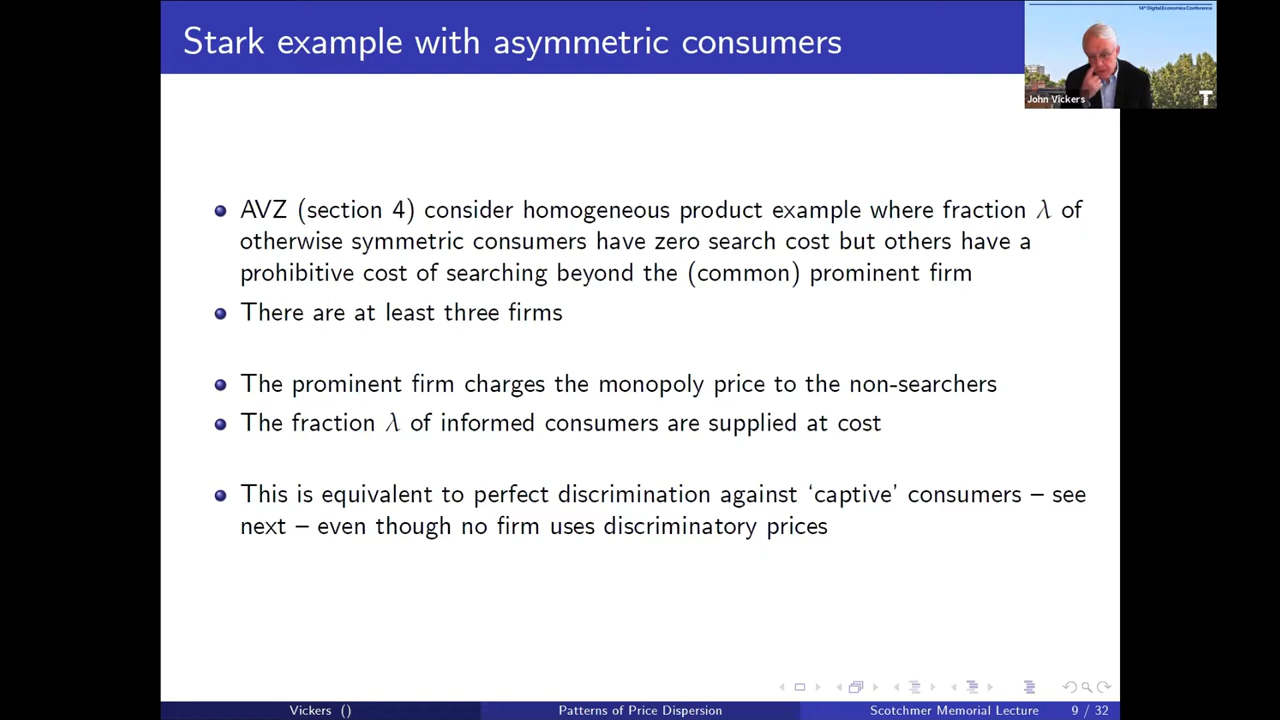 Stark example with asymmetric consumers
14th Digital Economics Conference
John Vickers
AVZ (section 4) consider homogeneous product example where fraction λ of
otherwise symmetric consumers have zero search cost but others have a
prohibitive cost of searching beyond the (common) prominent firm
There are at least three firms
The prominent firm charges the monopoly price to the non-searchers
The fraction λ of informed consumers are supplied at cost
This is equivalent to perfect discrimination against ‘captive’ consumers – see
next – even though no firm uses discriminatory prices
Vickers () Patterns of Price Dispersion Scotchmer Memorial Lecture 9 / 32